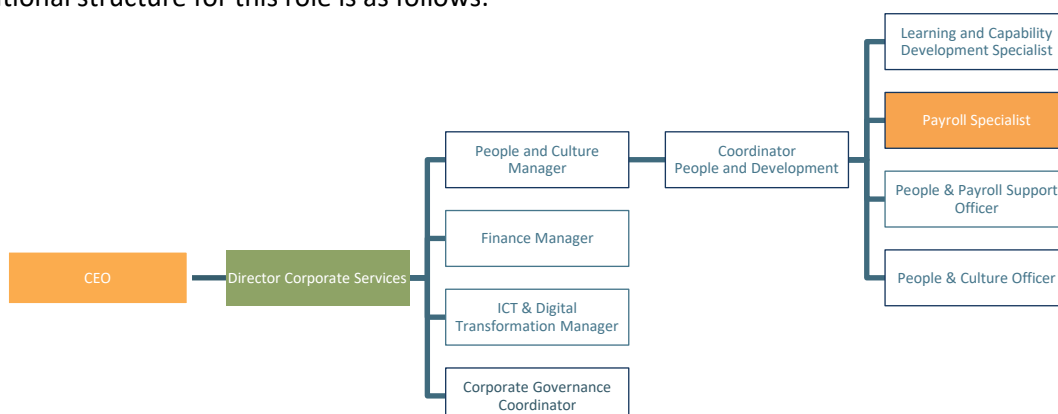 tional structure for this role is as follows:
Learning and Capability
Development Specialist
Payroll Specialist
People and Culture
Manager
Coordinator
People and Development
People & Payroll Support
Officer
Finance Manager
CEO
Director Corporate Services
People & Culture Officer
ICT & Digital
Transformation Manager
Corporate Governance
Coordinator